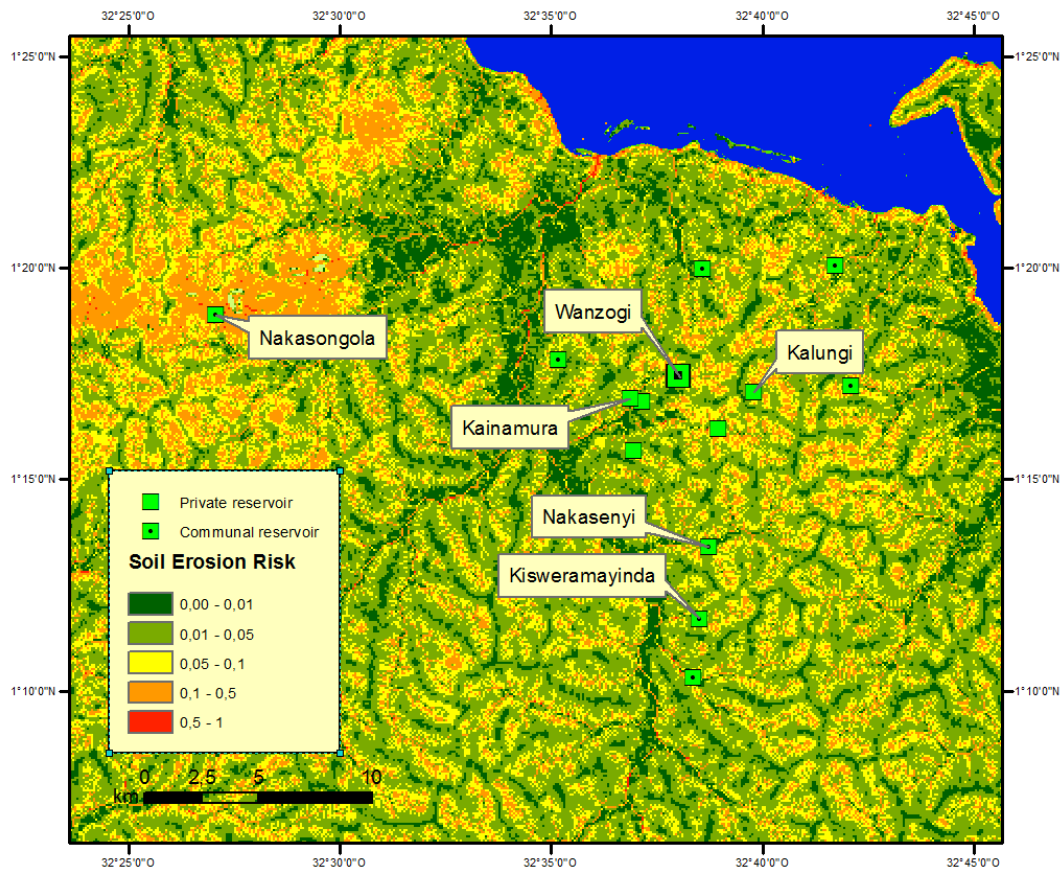 32°25'0"O 32°30'0"O 32°35'0"O 32°40'0"O 32°45'0"O
1°25'0"N 1°25'0"N
1°20'0"N 1°20'0"N
Wanzogi
Nakasongola
Kalungi
Kainamura
1°15'0"N 1°15'0"N
Private reservoir
Nakasenyi
Communal reservoir
Soil Erosion Risk
Kisweramayinda
0,00 - 0,01
0,01 - 0,05
0,05 - 0,1
0,1 - 0,5
0,5 - 1
1°10'0"N 1°10'0"N
0 2.5 5 10
km
32°25'0"O 32°30'0"O 32°35'0"O 32°40'0"O 32°45'0"O